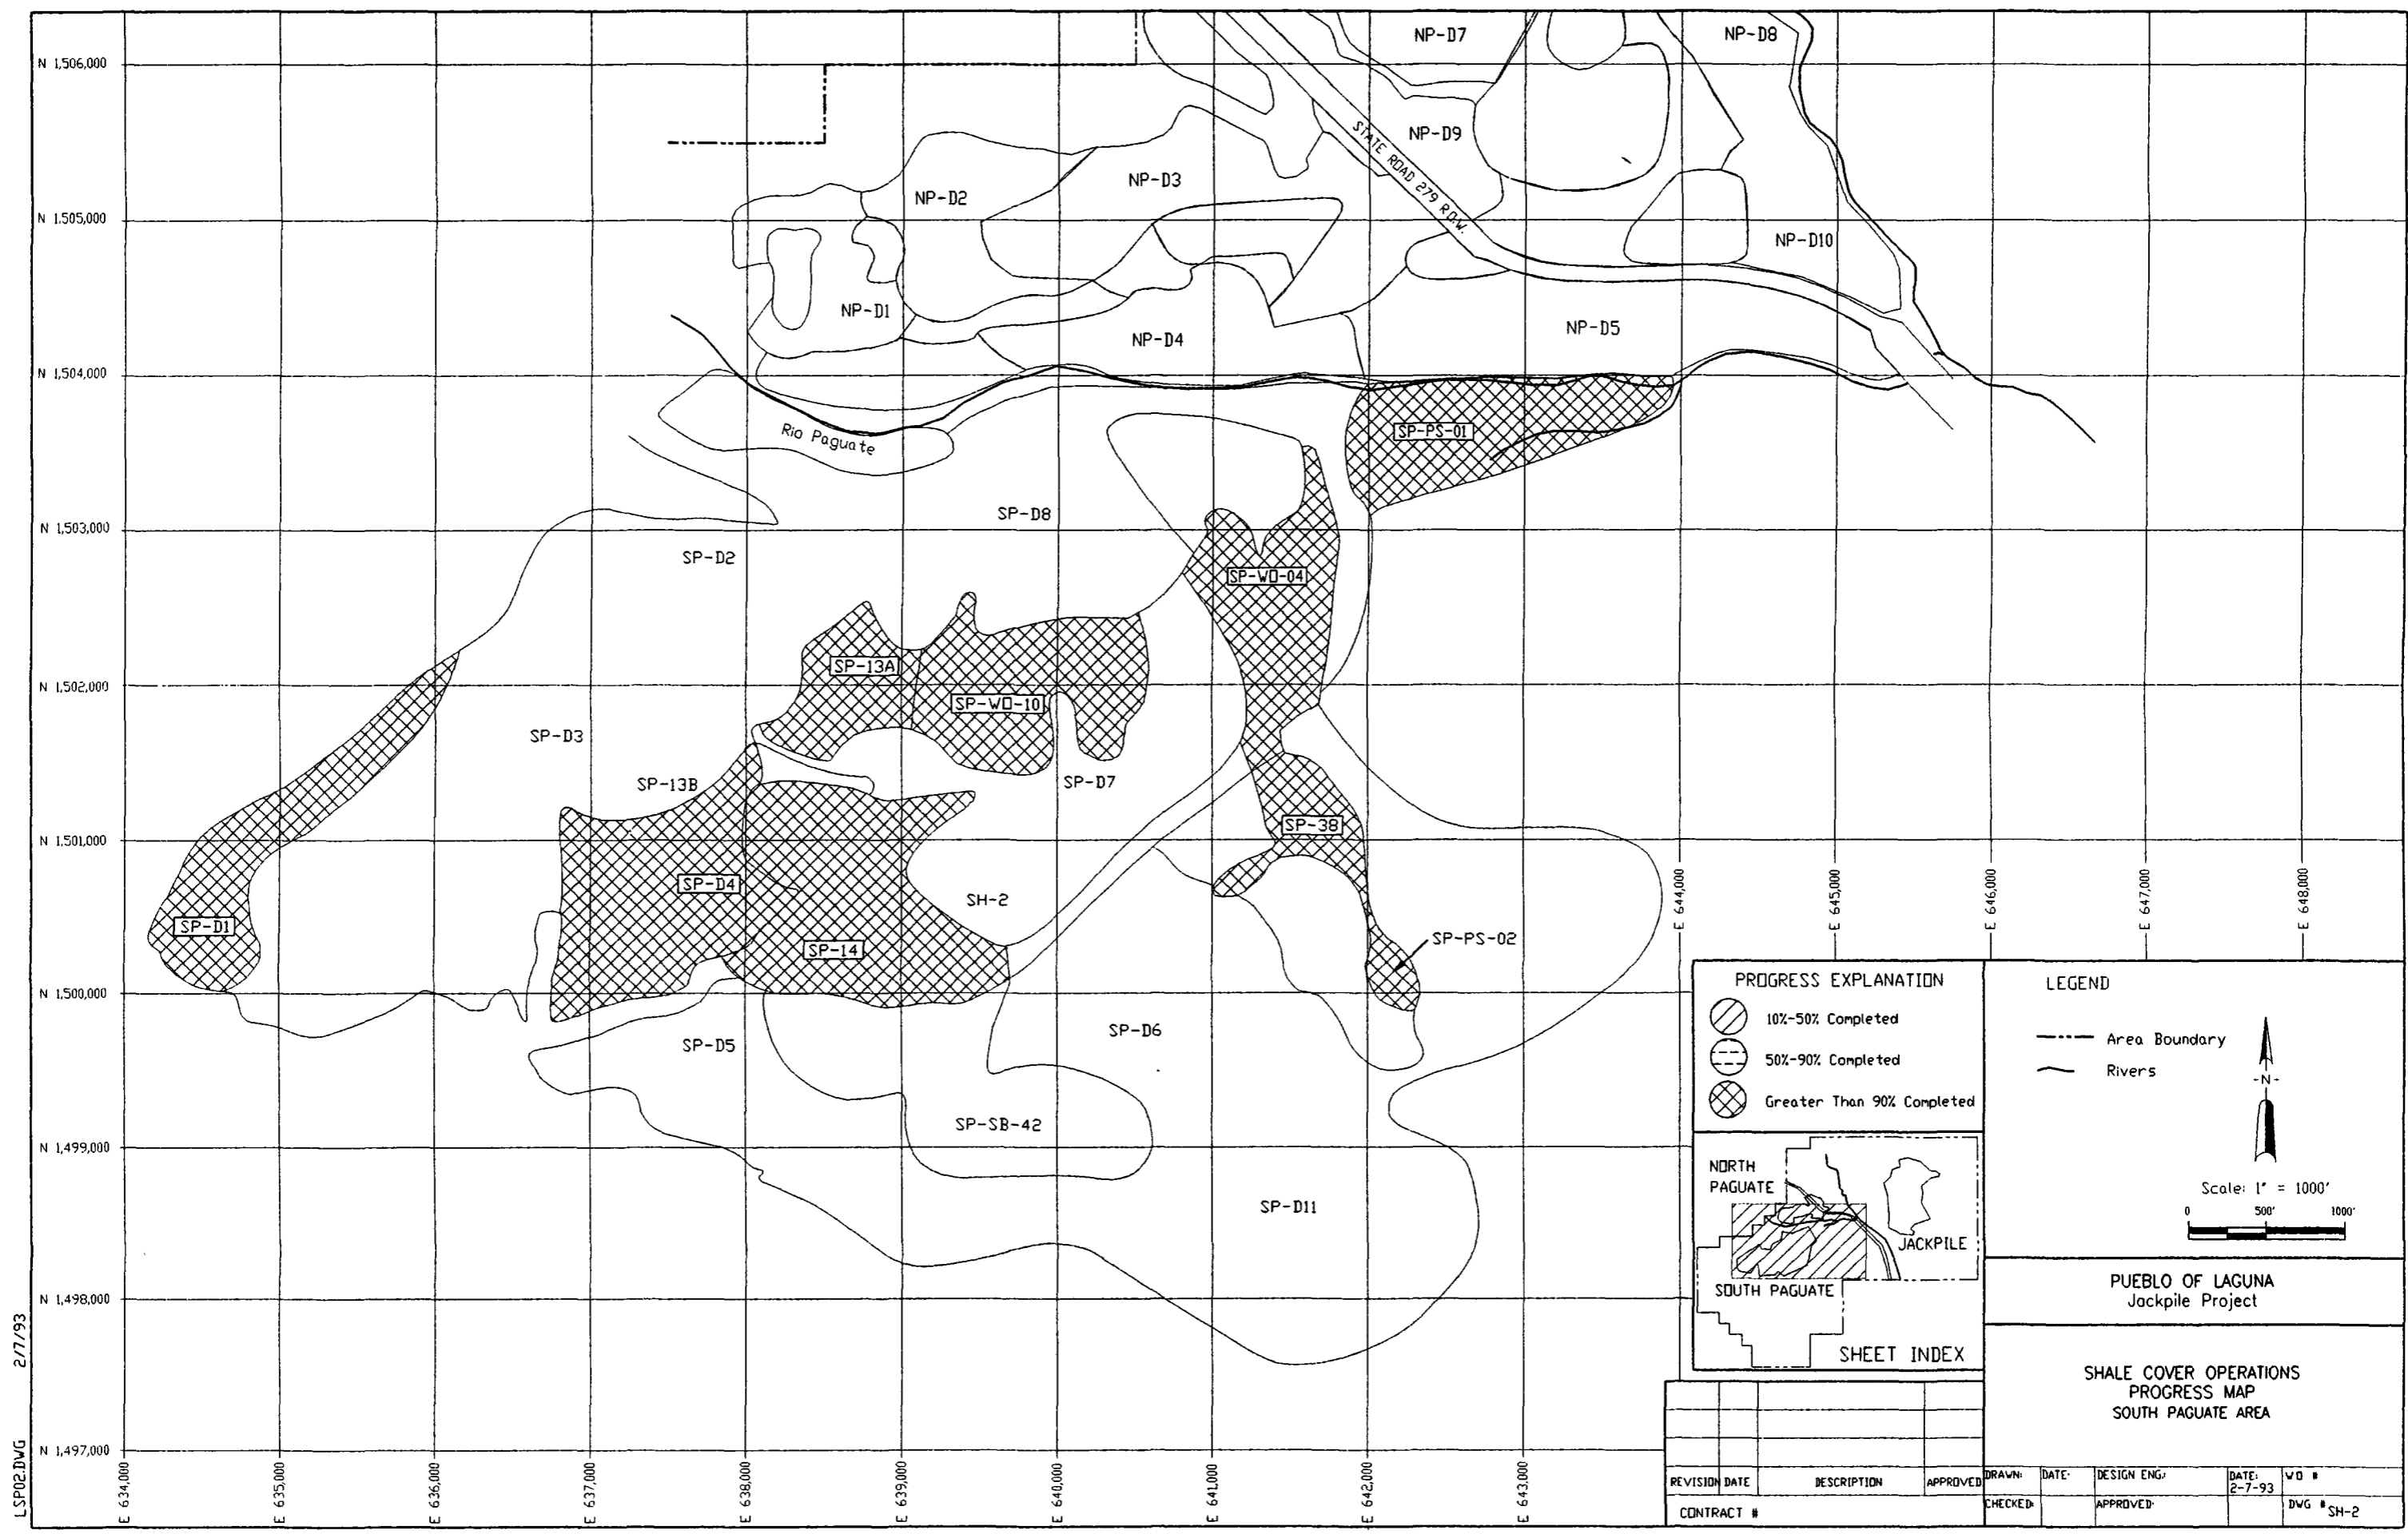 NP-D7
NP-D8
N 1,506,000
NP-D9
STATE ROAD 279 R.O.W.
NP-D3
NP-D2
N 1,505,000
NP-D10
NP-D1
NP-D5
NP-D4
N 1,504,000
SP-PS-01
Rio Paguate
SP-D8
N 1,503,000
SP-D2
SP-WO-04
SP-13A
N 1,502,000
SP-WO-10
SP-D3
SP-13B
SP-D7
SP-38
N 1,501,000
SP-D4
SH-2
SP-D1
SP-PS-02
SP-14
N 1,500,000
SP-D6
SP-D5
SP-SB-42
N 1,499,000
SP-D11
N 1,498,000
N 1,497,000
E 634,000
E 635,000
E 636,000
E 637,000
E 638,000
E 639,000
E 640,000
E 641,000
E 642,000
E 643,000
E 644,000
E 645,000
E 646,000
E 647,000
E 648,000
LSP02.DWG 2/7/93
PROGRESS EXPLANATION
10%-50% Completed
50%-90% Completed
Greater Than 90% Completed
LEGEND
Area Boundary
Rivers
-N-
Scale: 1" = 1000'
0 500' 1000'
NORTH
PAGUATE
JACKPILE
SOUTH PAGUATE
SHEET INDEX
PUEBLO OF LAGUNA
Jackpile Project
SHALE COVER OPERATIONS
PROGRESS MAP
SOUTH PAGUATE AREA
REVISION DATE DESCRIPTION APPROVED
CONTRACT #
DRAWN: DATE: DESIGN ENG.: DATE: 2-7-93 WO #
CHECKED: APPROVED: DWG # SH-2